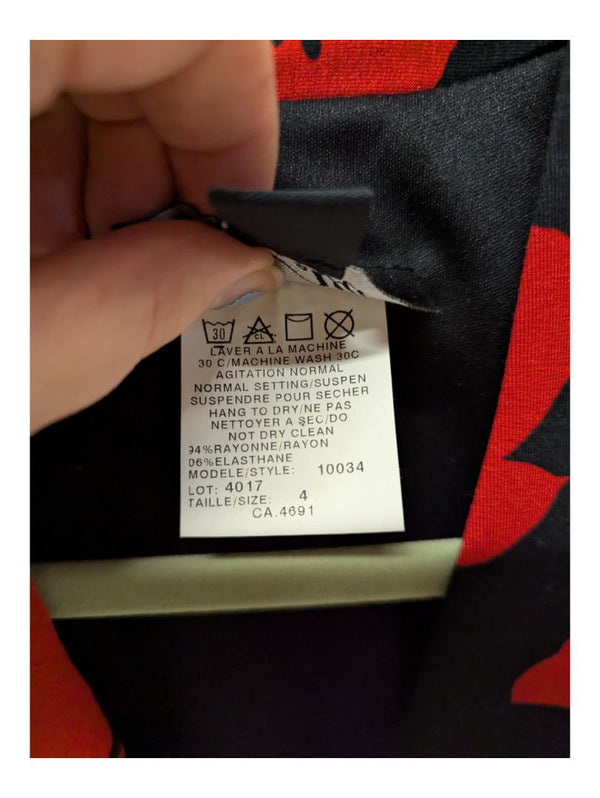 30 CL
LAVER A LA MACHINE
30 C/MACHINE WASH 30C
AGITATION NORMAL
NORMAL SETTING/SUSPEN
SUSPENDRE POUR SECHER
HANG TO DRY/NE PAS
NETTOYER A SEC/DO
NOT DRY CLEAN
94%RAYONNE/RAYON
06%ELASTHANE
MODELE/STYLE: 10034
LOT: 4017
TAILLE/SIZE: 4
CA.4691